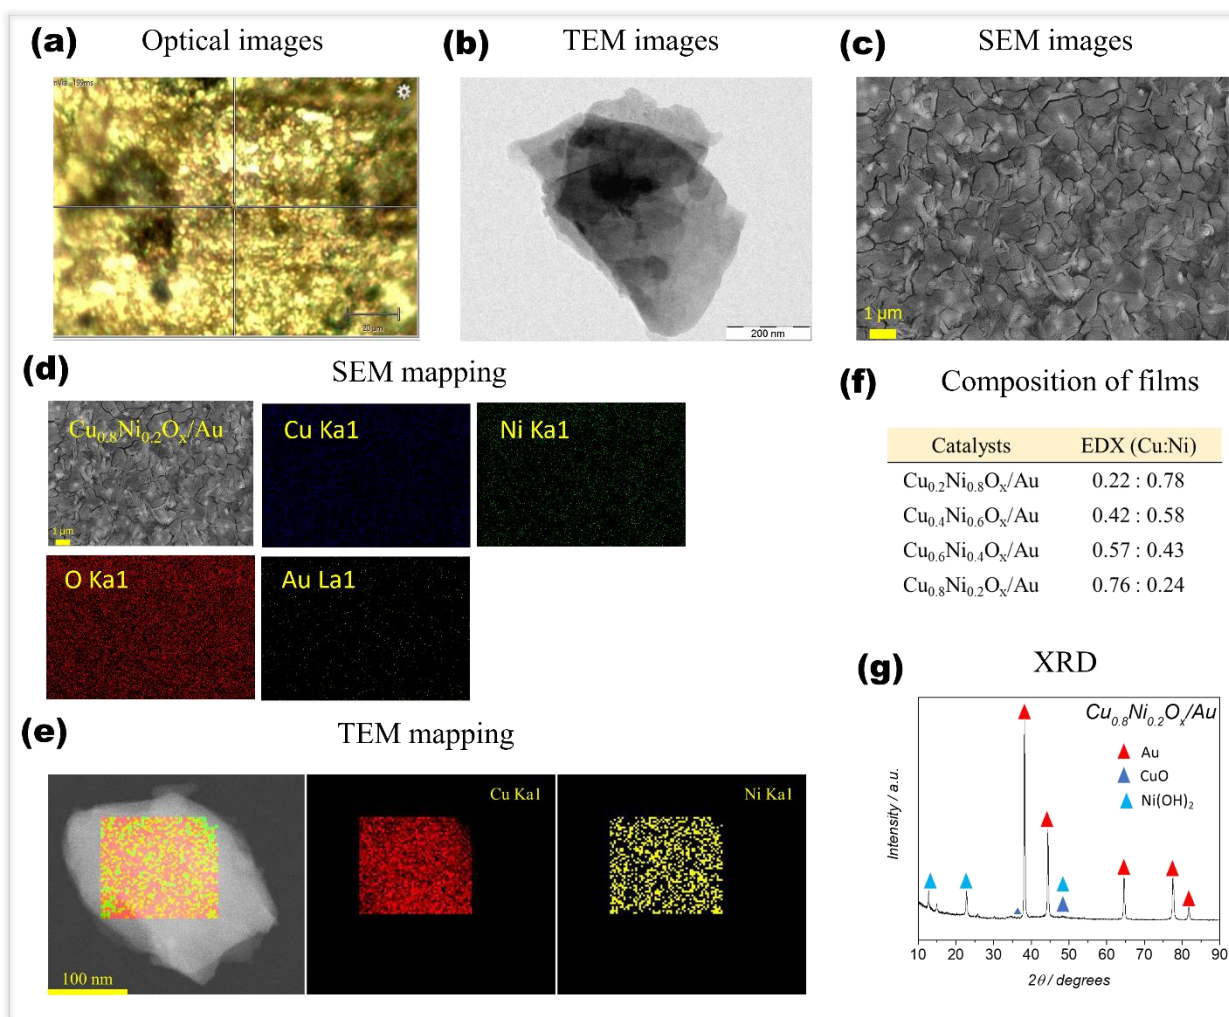 (a) Optical images
(b) TEM images
(c) SEM images
199ms
20 µm
200 nm
1 µm
(d) SEM mapping
Cu₀.₈Ni₀.₂Oₓ/Au
1 µm
Cu Ka1
Ni Ka1
O Ka1
Au La1
(e) TEM mapping
100 nm
Cu Ka1
Ni Ka1
(f) Composition of films
Catalysts EDX (Cu:Ni)
Cu₀.₂Ni₀.₈Oₓ/Au 0.22 : 0.78
Cu₀.₄Ni₀.₆Oₓ/Au 0.42 : 0.58
Cu₀.₆Ni₀.₄Oₓ/Au 0.57 : 0.43
Cu₀.₈Ni₀.₂Oₓ/Au 0.76 : 0.24
(g) XRD
Cu₀.₈Ni₀.₂Oₓ/Au
Au
CuO
Ni(OH)₂
Intensity / a.u.
10 20 30 40 50 60 70 80 90
2θ / degrees